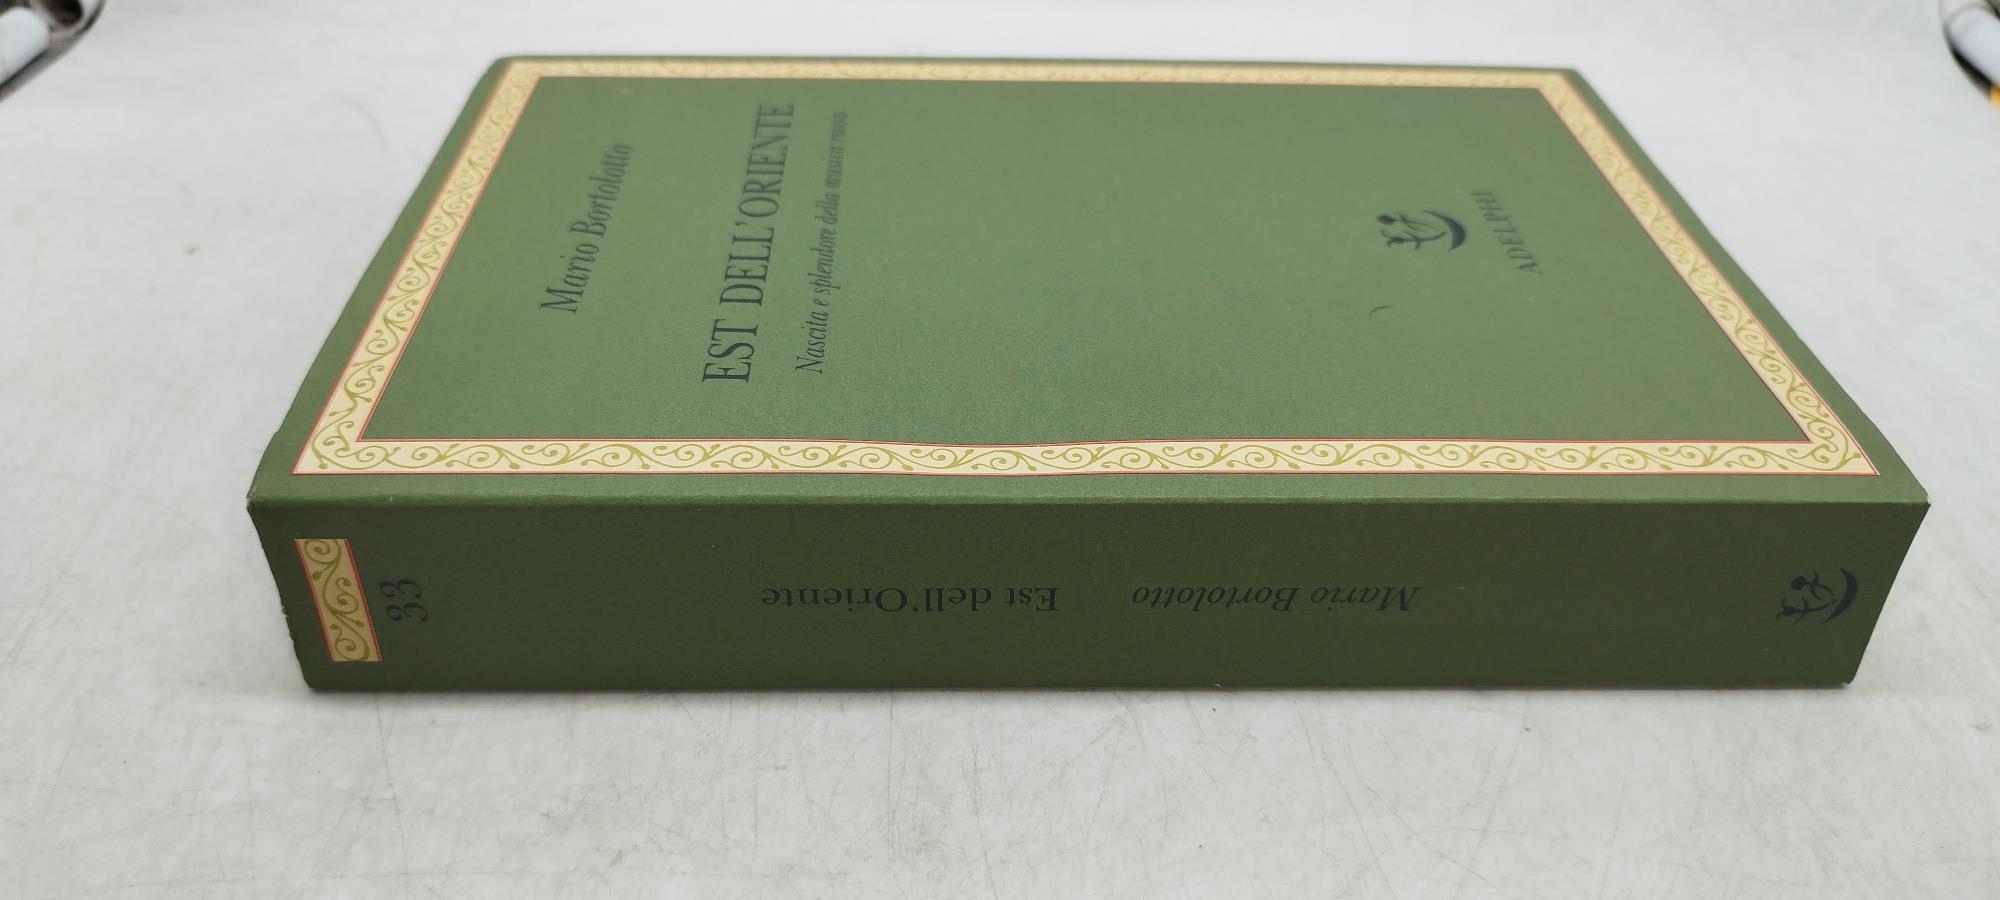 Mario Bortolotto
EST DELL'ORIENTE
Nascita e splendore della musica russa
ADELPHI
33
Mario Bortolotto Est dell'Oriente